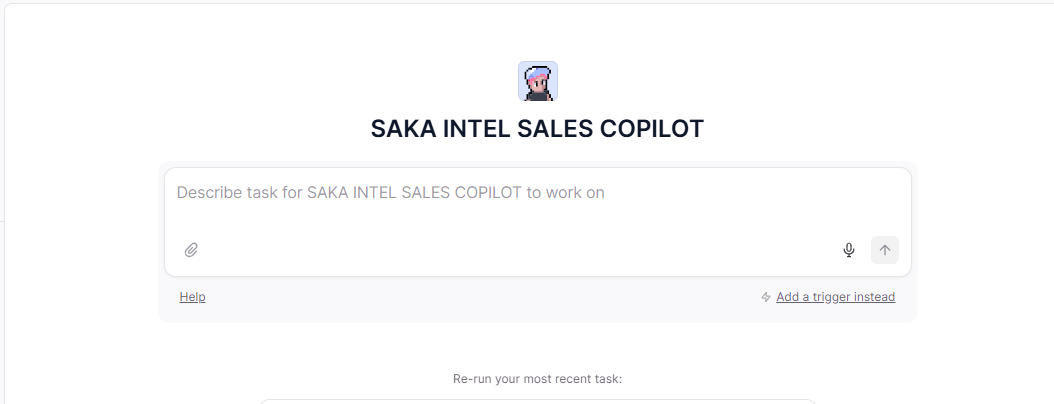 SAKA INTEL SALES COPILOT
Describe task for SAKA INTEL SALES COPILOT to work on
Help
Add a trigger instead
Re-run your most recent task: